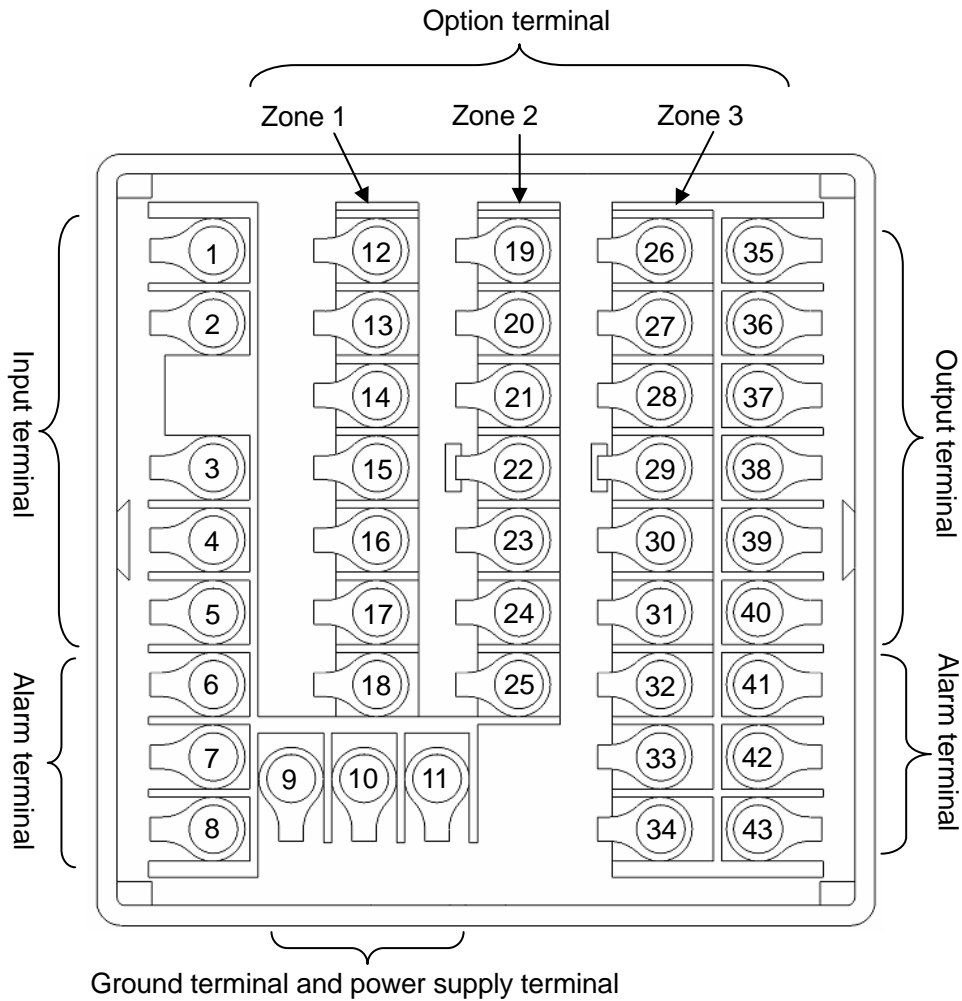 Option terminal
Zone 1 Zone 2 Zone 3
1 12 19 26 35
2 13 20 27 36
14 21 28 37
3 15 22 29 38
4 16 23 30 39
5 17 24 31 40
6 18 25 32 41
7 33 42
9 10 11
8 34 43
Input terminal
Alarm terminal
Output terminal
Alarm terminal
Ground terminal and power supply terminal